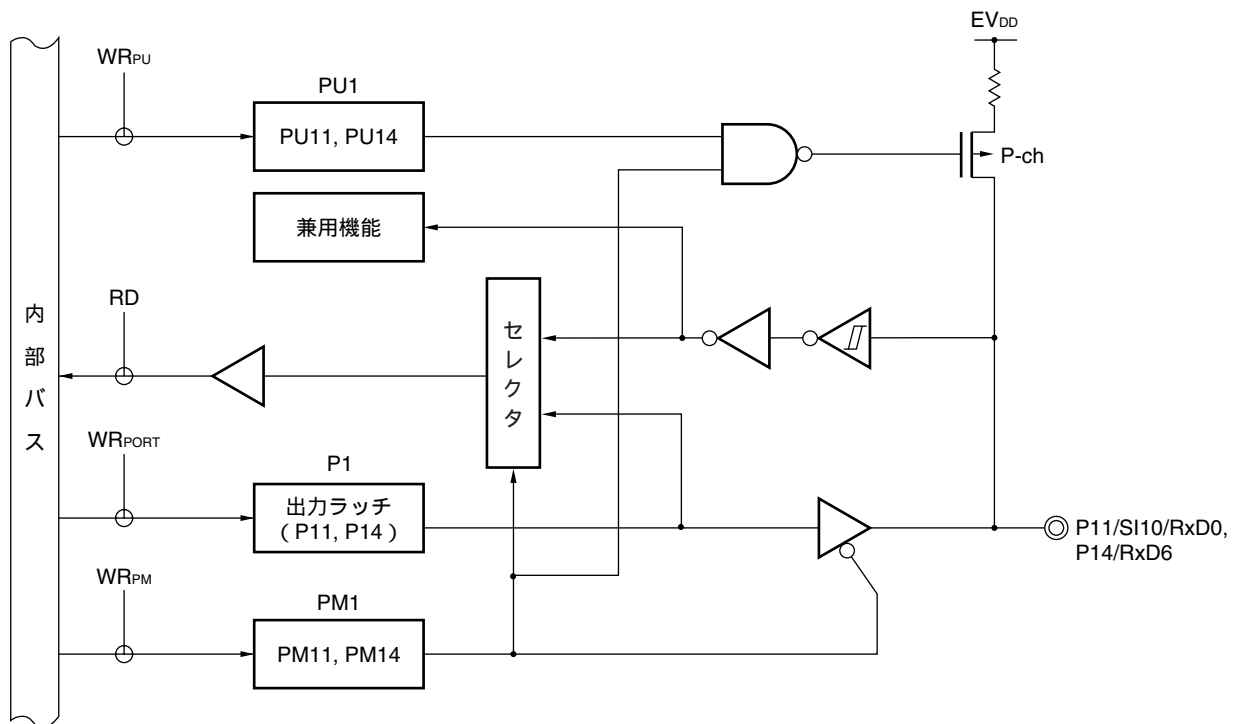 EVDD
WRPU
PU1
PU11, PU14
P-ch
兼用機能
RD
内部バス
セレクタ
WRPORT
P1
出力ラッチ
（P11, P14）
P11/SI10/RxD0,
P14/RxD6
WRPM
PM1
PM11, PM14